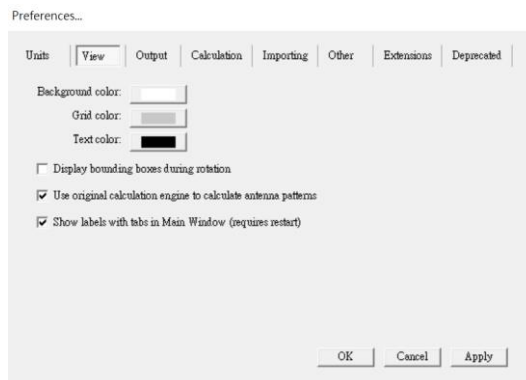 Preferences...
Units View Output Calculation Importing Other Extensions Deprecated
Background color:
Grid color:
Text color:
Display bounding boxes during rotation
Use original calculation engine to calculate antenna patterns
Show labels with tabs in Main Window (requires restart)
OK Cancel Apply